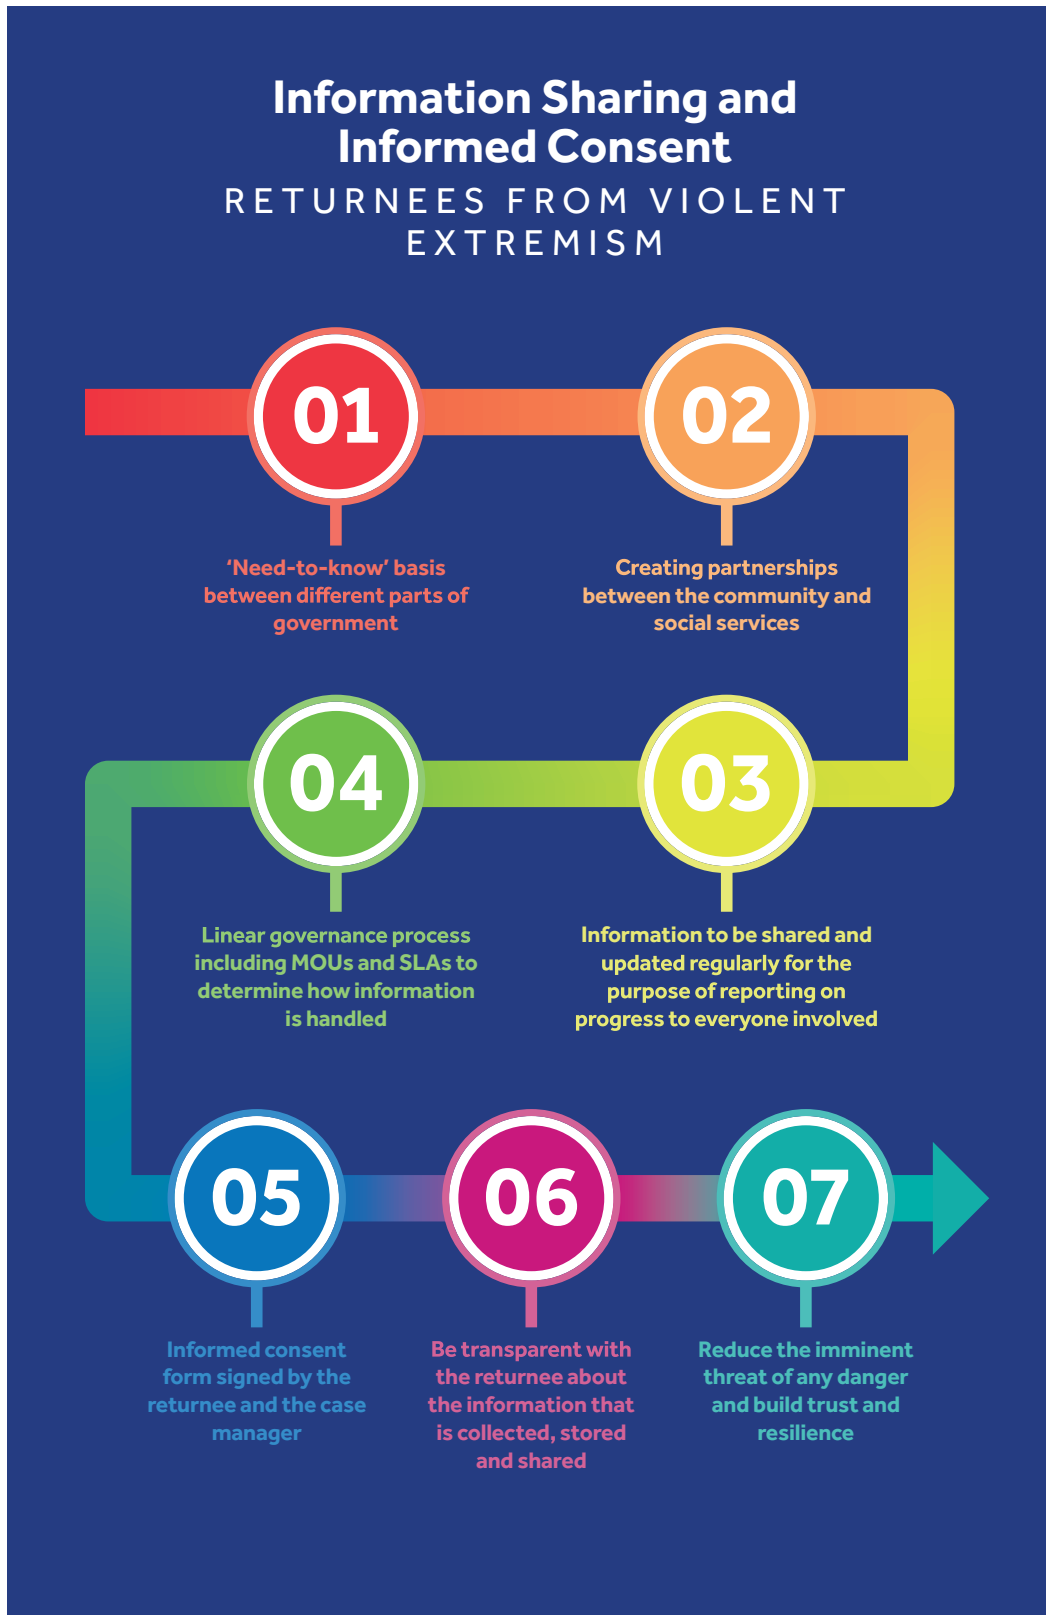 Information Sharing and
Informed Consent
RETURNEES FROM VIOLENT
EXTREMISM
01
'Need-to-know' basis
between different parts of
government
02
Creating partnerships
between the community and
social services
03
Information to be shared and
updated regularly for the
purpose of reporting on
progress to everyone involved
04
Linear governance process
including MOUs and SLAs to
determine how information
is handled
05
Informed consent
form signed by the
returnee and the case
manager
06
Be transparent with
the returnee about
the information that
is collected, stored
and shared
07
Reduce the imminent
threat of any danger
and build trust and
resilience